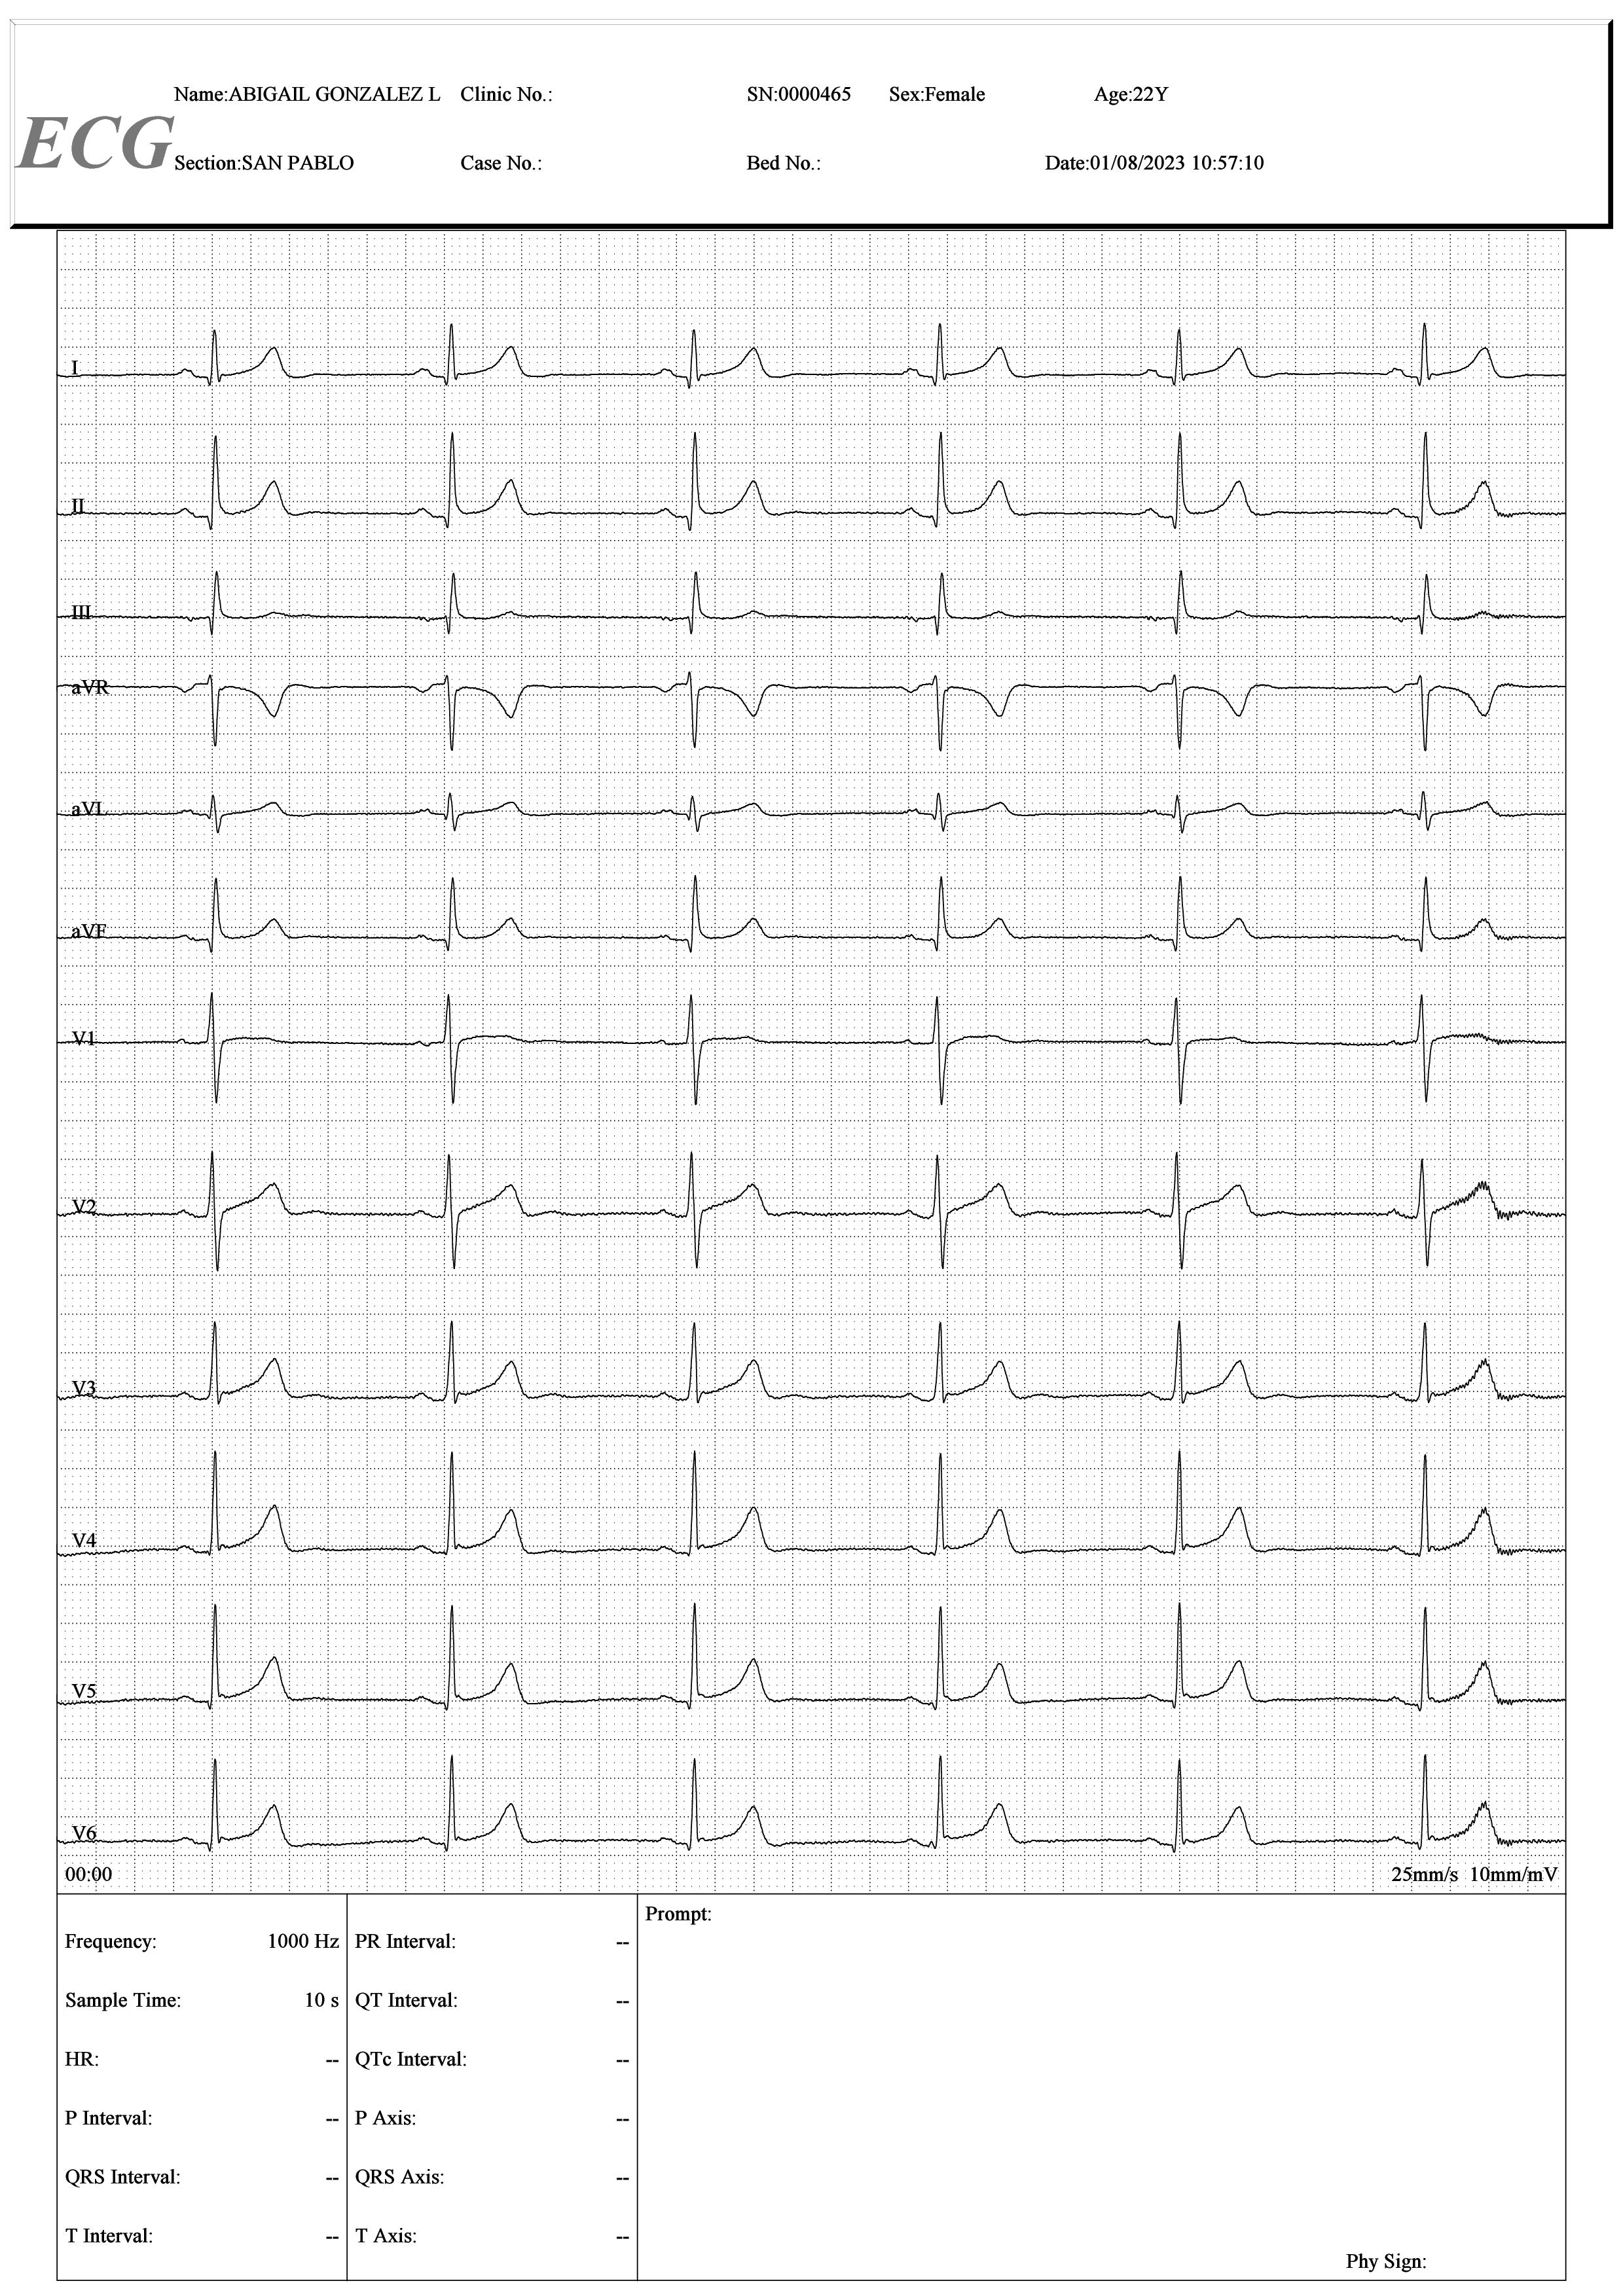 Name:ABIGAIL GONZALEZ L Clinic No.: SN:0000465 Sex:Female Age:22Y
ECG
Section:SAN PABLO Case No.: Bed No.: Date:01/08/2023 10:57:10
I
II
III
aVR
aVL
aVF
V1
V2
V3
V4
V5
V6
00:00 25mm/s 10mm/mV
Frequency: 1000 Hz
Sample Time: 10 s
HR: --
P Interval: --
QRS Interval: --
T Interval: --
PR Interval: --
QT Interval: --
QTc Interval: --
P Axis: --
QRS Axis: --
T Axis: --
Prompt:
Phy Sign: